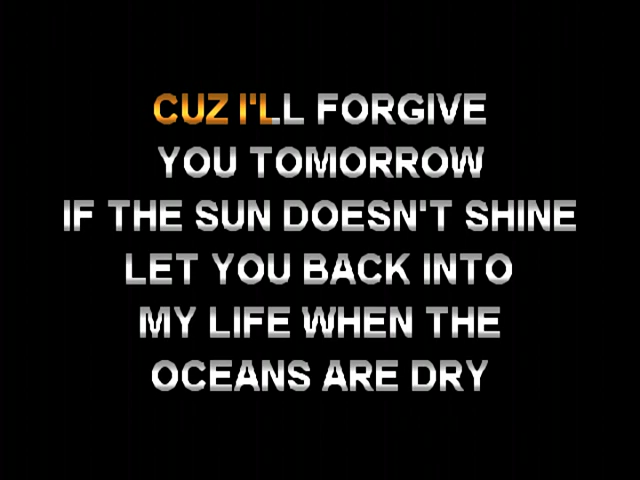 CUZ I'LL FORGIVE
YOU TOMORROW
IF THE SUN DOESN'T SHINE
LET YOU BACK INTO
MY LIFE WHEN THE
OCEANS ARE DRY